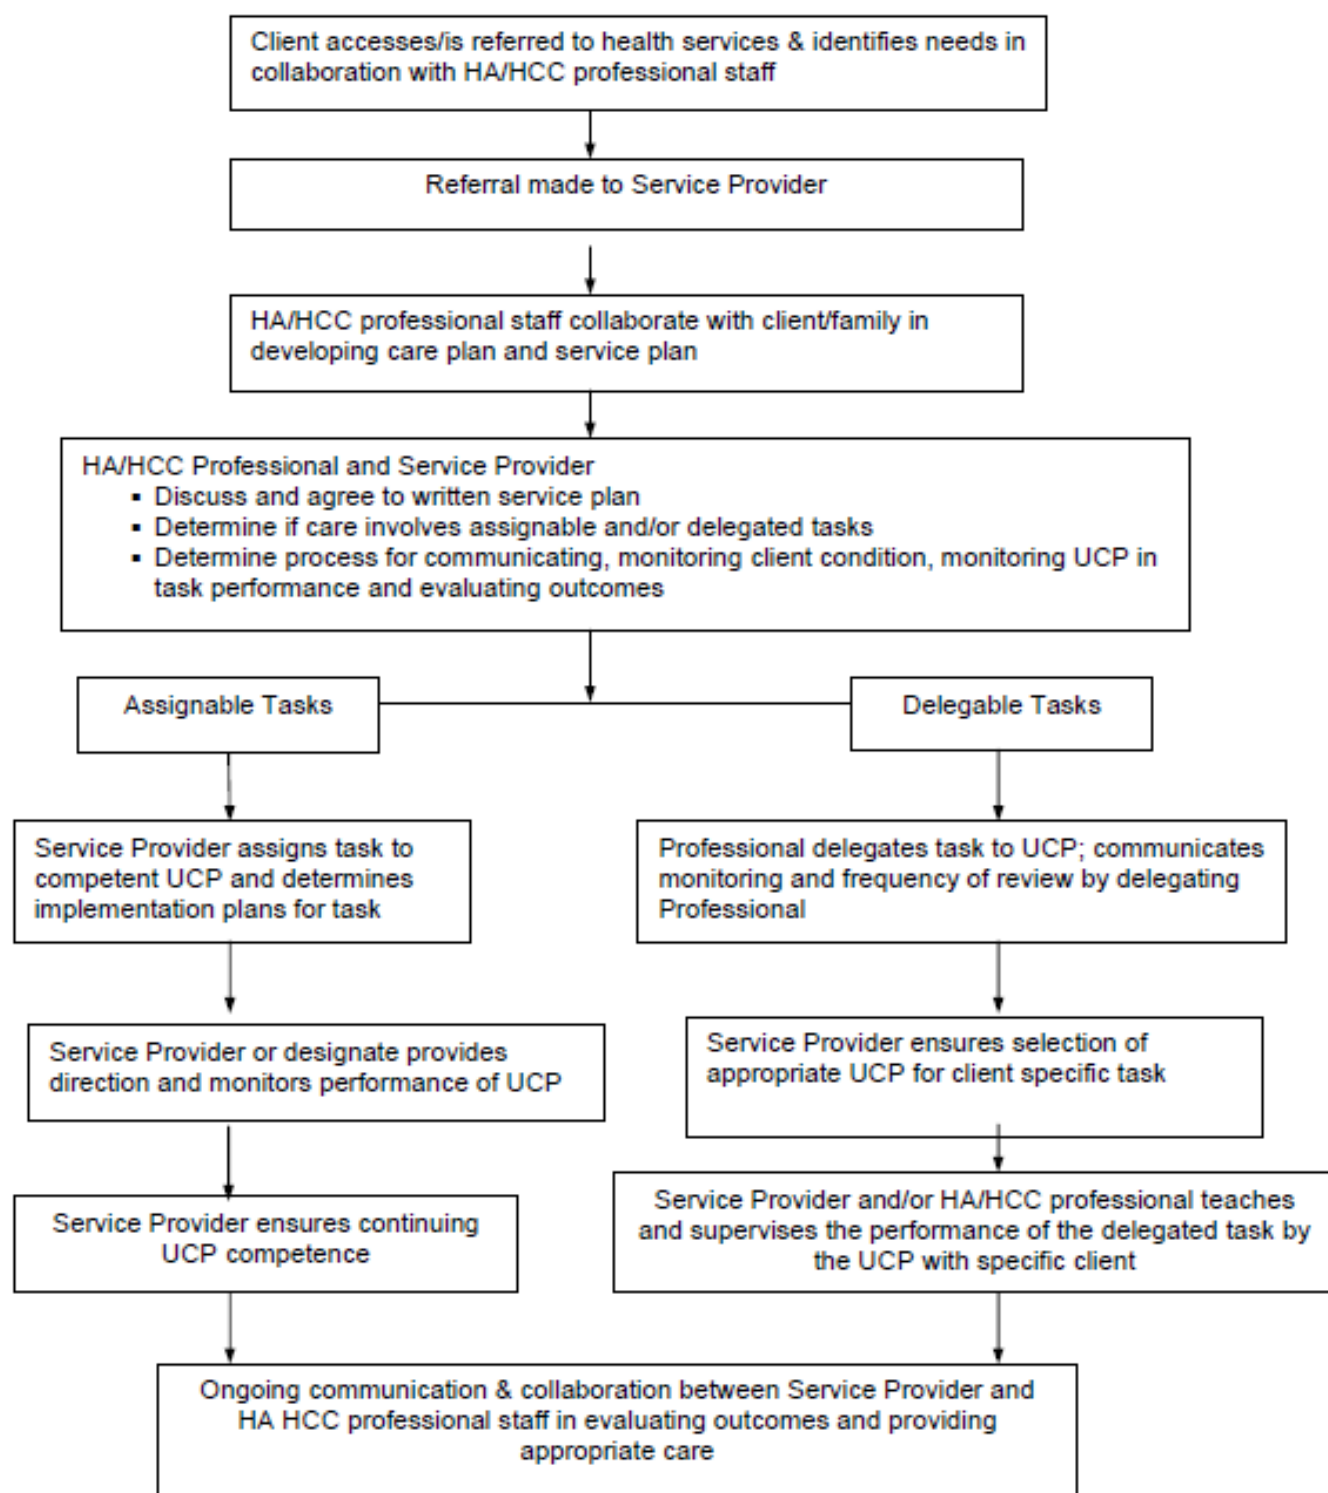 Client accesses/is referred to health services & identifies needs in
collaboration with HA/HCC professional staff
Referral made to Service Provider
HA/HCC professional staff collaborate with client/family in
developing care plan and service plan
HA/HCC Professional and Service Provider
▪ Discuss and agree to written service plan
▪ Determine if care involves assignable and/or delegated tasks
▪ Determine process for communicating, monitoring client condition, monitoring UCP in
task performance and evaluating outcomes
Assignable Tasks
Delegable Tasks
Service Provider assigns task to
competent UCP and determines
implementation plans for task
Professional delegates task to UCP; communicates
monitoring and frequency of review by delegating
Professional
Service Provider or designate provides
direction and monitors performance of UCP
Service Provider ensures selection of
appropriate UCP for client specific task
Service Provider ensures continuing
UCP competence
Service Provider and/or HA/HCC professional teaches
and supervises the performance of the delegated task by
the UCP with specific client
Ongoing communication & collaboration between Service Provider and
HA HCC professional staff in evaluating outcomes and providing
appropriate care